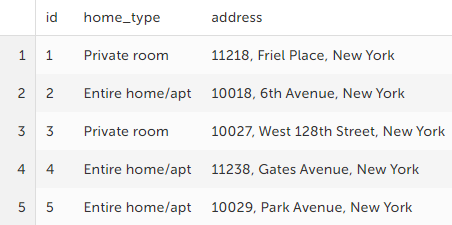 id home_type address
1 1 Private room 11218, Friel Place, New York
2 2 Entire home/apt 10018, 6th Avenue, New York
3 3 Private room 10027, West 128th Street, New York
4 4 Entire home/apt 11238, Gates Avenue, New York
5 5 Entire home/apt 10029, Park Avenue, New York